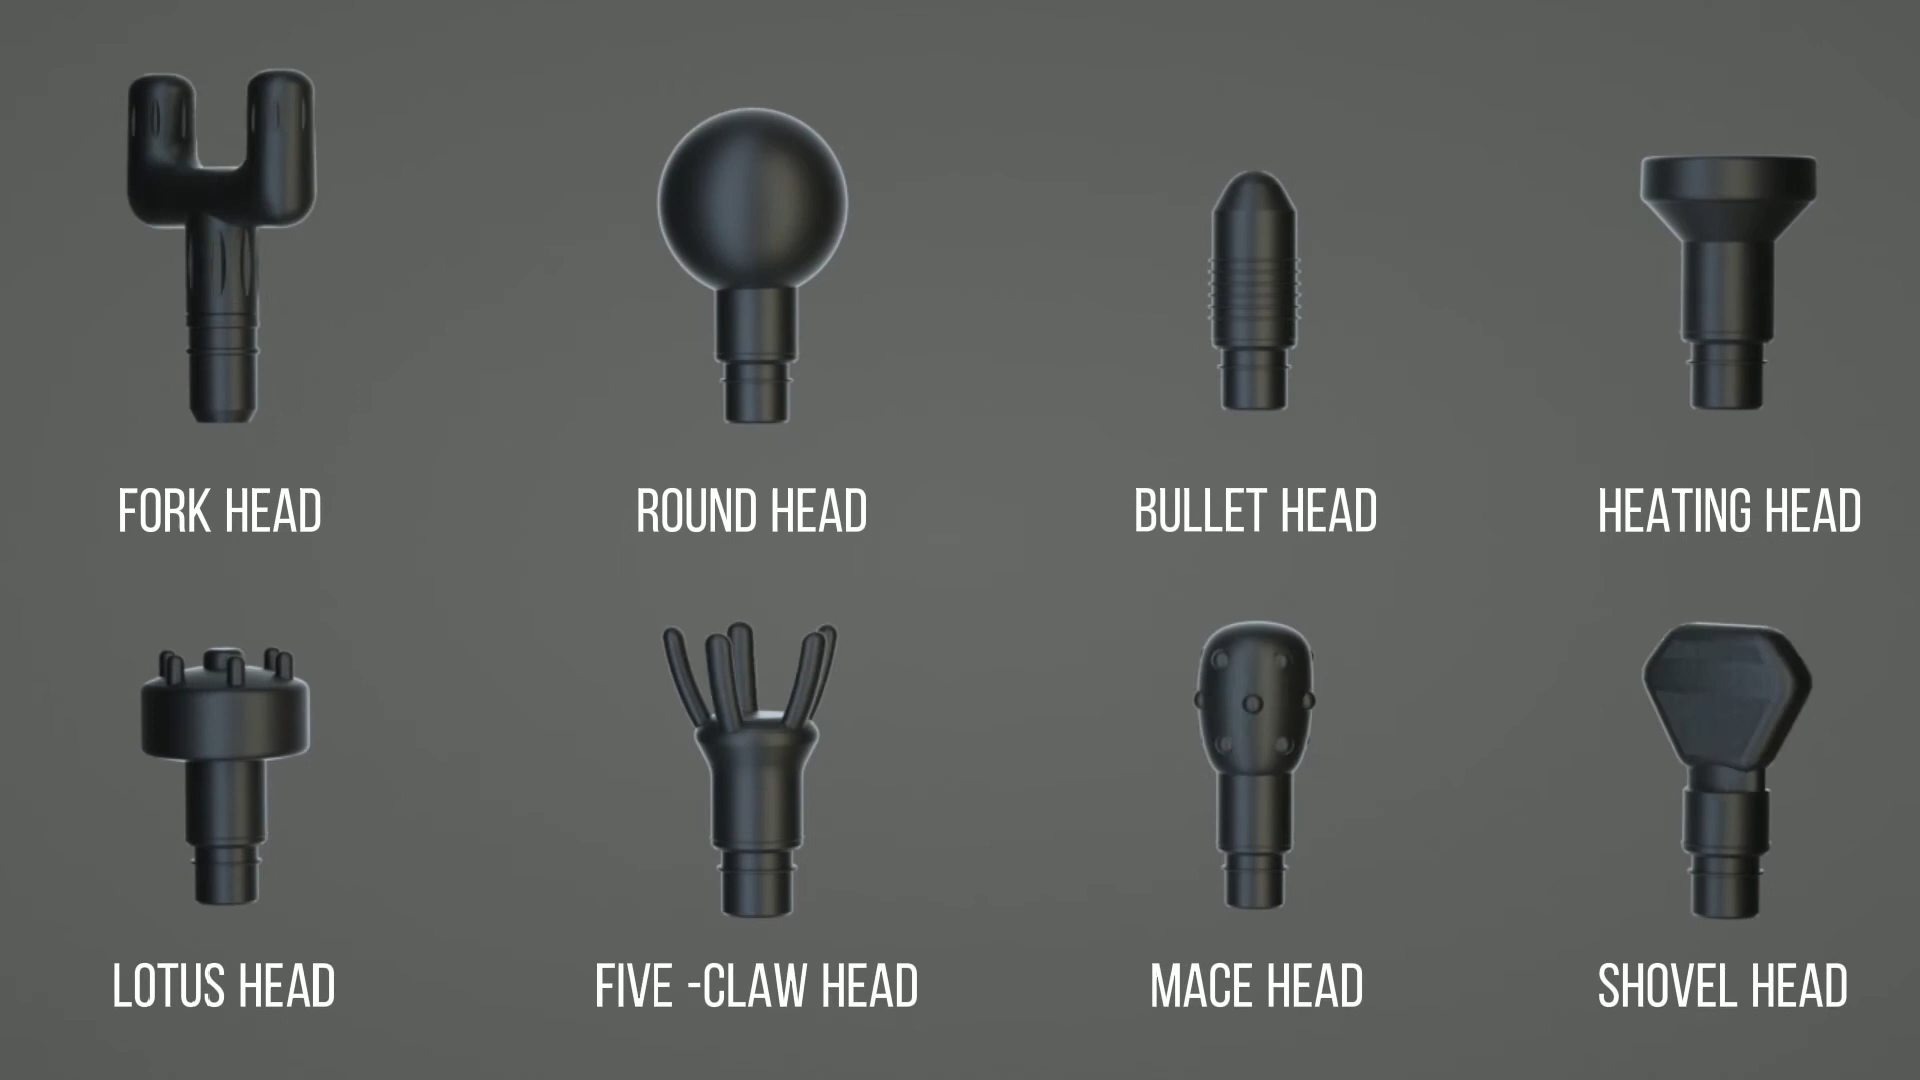 FORK HEAD
ROUND HEAD
BULLET HEAD
HEATING HEAD
LOTUS HEAD
FIVE -CLAW HEAD
MACE HEAD
SHOVEL HEAD